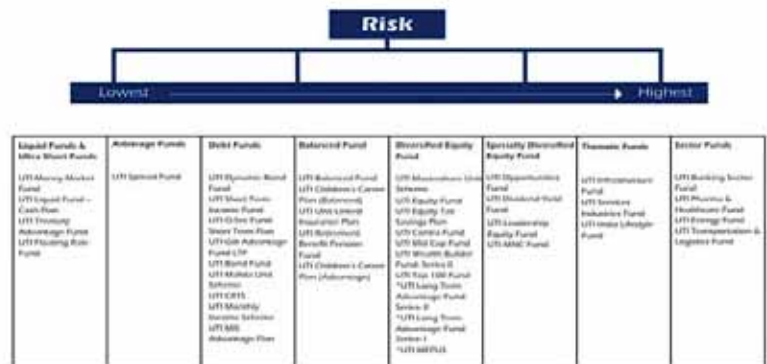 Risk
Lowest
Highest
Liquid Funds &
Ultra Short Funds
UTI Money Market
Fund
UTI Liquid Fund –
Cash Plan
UTI Treasury
Advantage Fund
UTI Floating Rate
Fund
Arbitrage Funds
UTI Spread Fund
Debt Funds
UTI Dynamic Bond
Fund
UTI Short Term
Income Fund
UTI G-Sec Fund
Short Term Plan
UTI Gilt Advantage
Fund LTP
UTI Bond Fund
UTI Mahila Unit
Scheme
UTI CRTS
UTI Monthly
Income Scheme
UTI MIS
Advantage Plan
Balanced Fund
UTI Balanced Fund
UTI Children's Career
Plan (Balanced)
UTI Unit Linked
Insurance Plan
UTI Retirement
Benefit Pension
Fund
UTI Children's Career
Plan (Advantage)
Diversified Equity
Fund
UTI Mastershare Unit
Scheme
UTI Equity Fund
UTI Equity Tax
Savings Plan
UTI Contra Fund
UTI Mid Cap Fund
UTI Wealth Builder
Fund Series II
UTI Top 100 Fund
*UTI Long Term
Advantage Fund
Series II
*UTI Long Term
Advantage Fund
Series I
*UTI MEPUS
Specialty Diversified
Equity Fund
UTI Opportunities
Fund
UTI Dividend Yield
Fund
UTI Leadership
Equity Fund
UTI MNC Fund
Thematic Funds
UTI Infrastructure
Fund
UTI Services
Industries Fund
UTI India Lifestyle
Fund
Sector Funds
UTI Banking Sector
Fund
UTI Pharma &
Healthcare Fund
UTI Energy Fund
UTI Transportation &
Logistics Fund